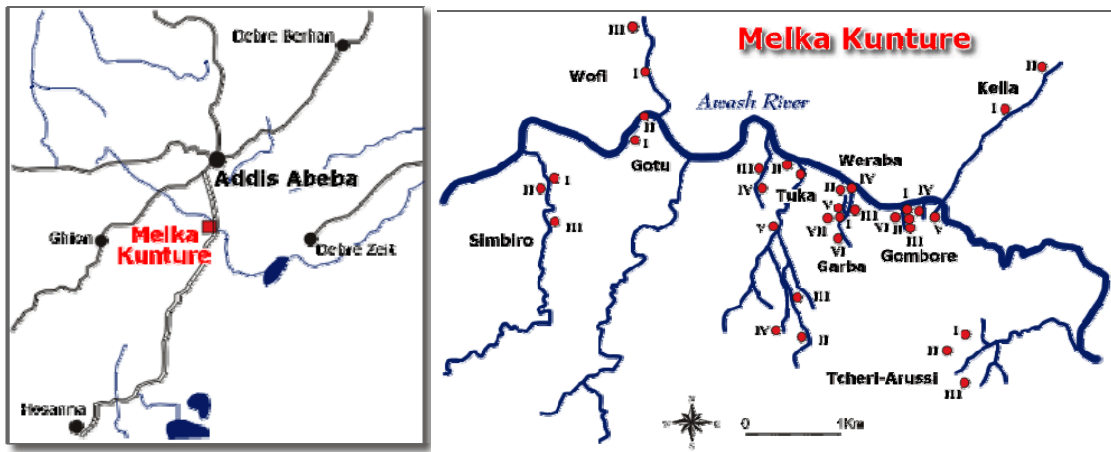 Debre Berhan
Addis Abeba
Ghion
Melka
Kunture
Debre Zeit
Hosanna
Melka Kunture
III
Wofi
I
II
I
Gotu
Awash River
Kella
II
I
Simbiro
I
II
III
III
IV
II
Tuka
V
III
IV
II
Weraba
II
IV
V
I
III
VII
VI
Garba
I
IV
VI
II
III
V
Gombore
I
II
III
Tcheri-Arussi
N
S
0
1Km